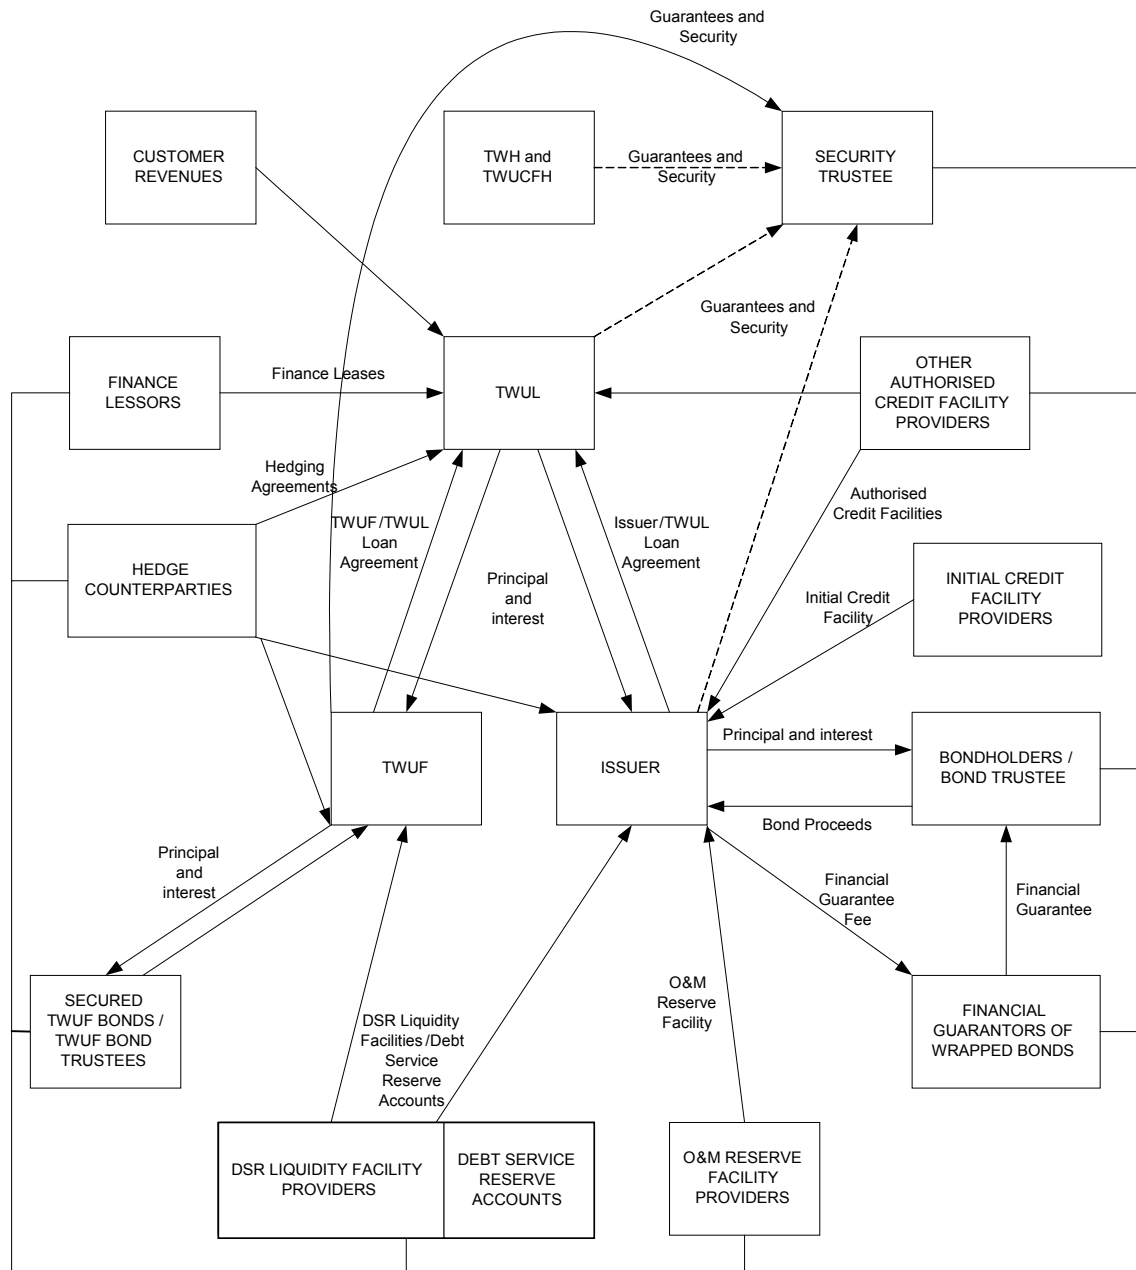 Guarantees and
Security
CUSTOMER
REVENUES
TWH and
TWUCFH
Guarantees and
Security
SECURITY
TRUSTEE
Guarantees and
Security
FINANCE
LESSORS
Finance Leases
TWUL
OTHER
AUTHORISED
CREDIT FACILITY
PROVIDERS
Hedging
Agreements
HEDGE
COUNTERPARTIES
TWUF/TWUL
Loan
Agreement
Principal
and
interest
Issuer/TWUL
Loan
Agreement
Authorised
Credit Facilities
Initial Credit
Facility
INITIAL CREDIT
FACILITY
PROVIDERS
TWUF
ISSUER
Principal and interest
Bond Proceeds
BONDHOLDERS /
BOND TRUSTEE
Principal
and
interest
Financial
Guarantee
Fee
Financial
Guarantee
SECURED
TWUF BONDS /
TWUF BOND
TRUSTEES
DSR Liquidity
Facilities/Debt
Service
Reserve
Accounts
O&M
Reserve
Facility
FINANCIAL
GUARANTORS OF
WRAPPED BONDS
DSR LIQUIDITY FACILITY
PROVIDERS
DEBT SERVICE
RESERVE
ACCOUNTS
O&M RESERVE
FACILITY
PROVIDERS